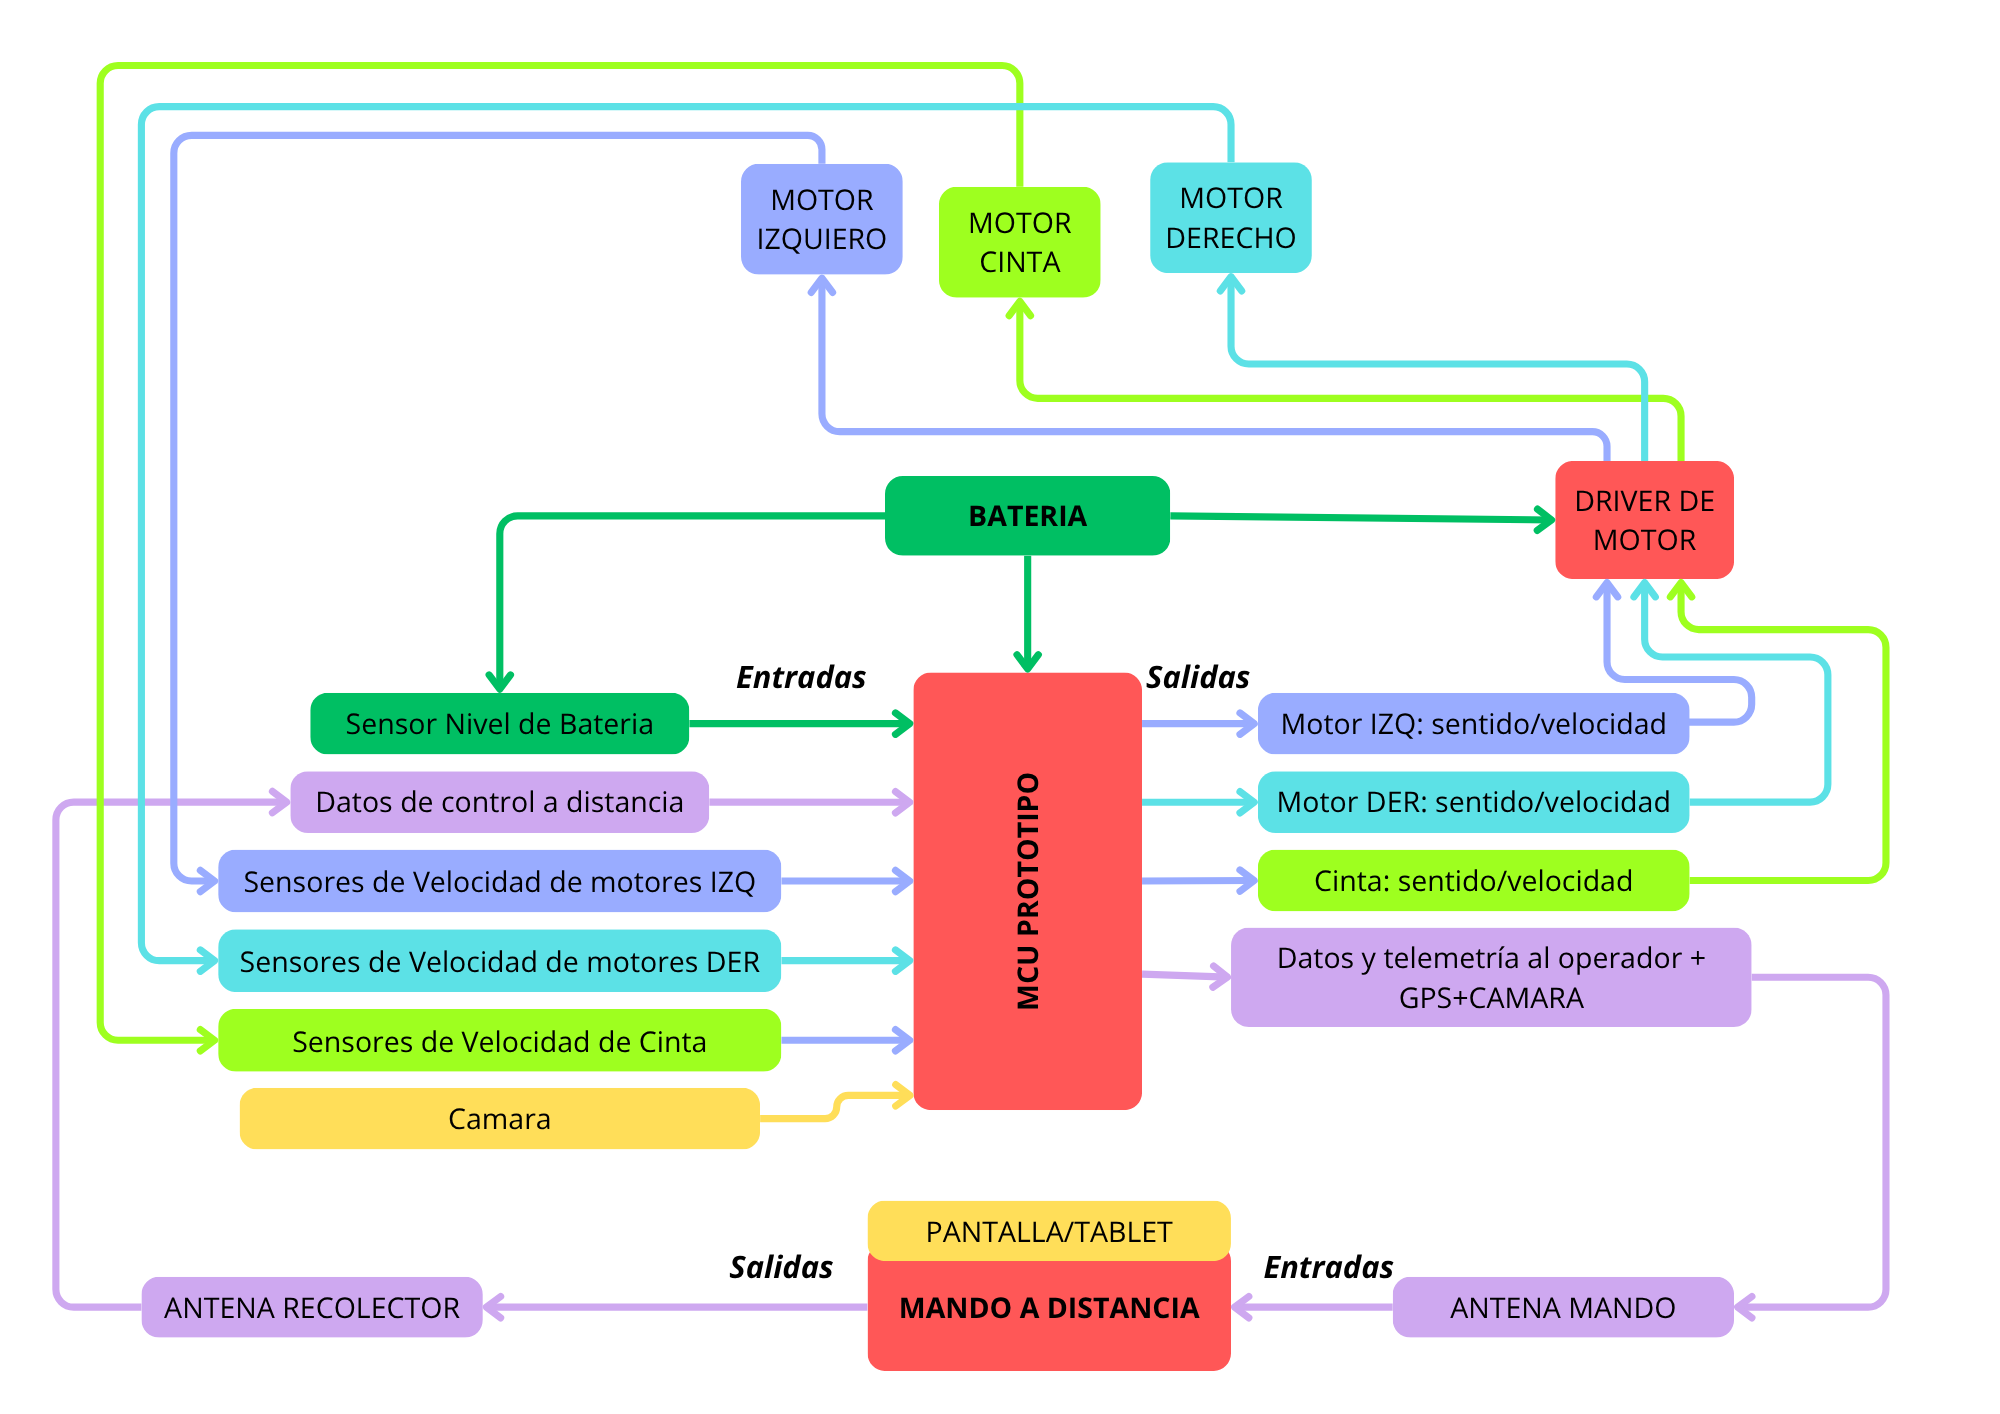 MOTOR
IZQUIERO
MOTOR
CINTA
MOTOR
DERECHO
BATERIA
DRIVER DE
MOTOR
Entradas
Salidas
Sensor Nivel de Bateria
Datos de control a distancia
Sensores de Velocidad de motores IZQ
Sensores de Velocidad de motores DER
Sensores de Velocidad de Cinta
Camara
MCU PROTOTIPO
Motor IZQ: sentido/velocidad
Motor DER: sentido/velocidad
Cinta: sentido/velocidad
Datos y telemetría al operador +
GPS+CAMARA
PANTALLA/TABLET
Salidas
Entradas
ANTENA RECOLECTOR
MANDO A DISTANCIA
ANTENA MANDO